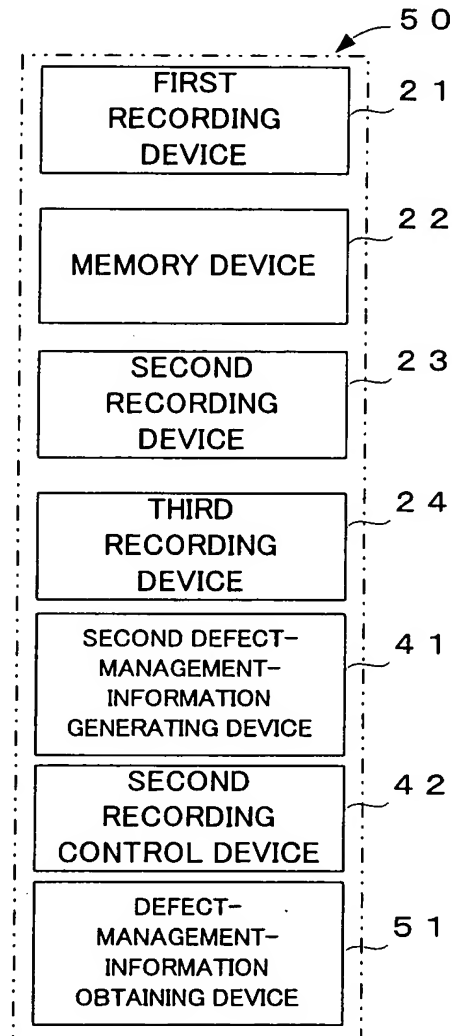 50
FIRST
RECORDING
DEVICE
21
MEMORY DEVICE
22
SECOND
RECORDING
DEVICE
23
THIRD
RECORDING
DEVICE
24
SECOND DEFECT-
MANAGEMENT-
INFORMATION
GENERATING DEVICE
41
SECOND
RECORDING
CONTROL DEVICE
42
DEFECT-
MANAGEMENT-
INFORMATION
OBTAINING DEVICE
51